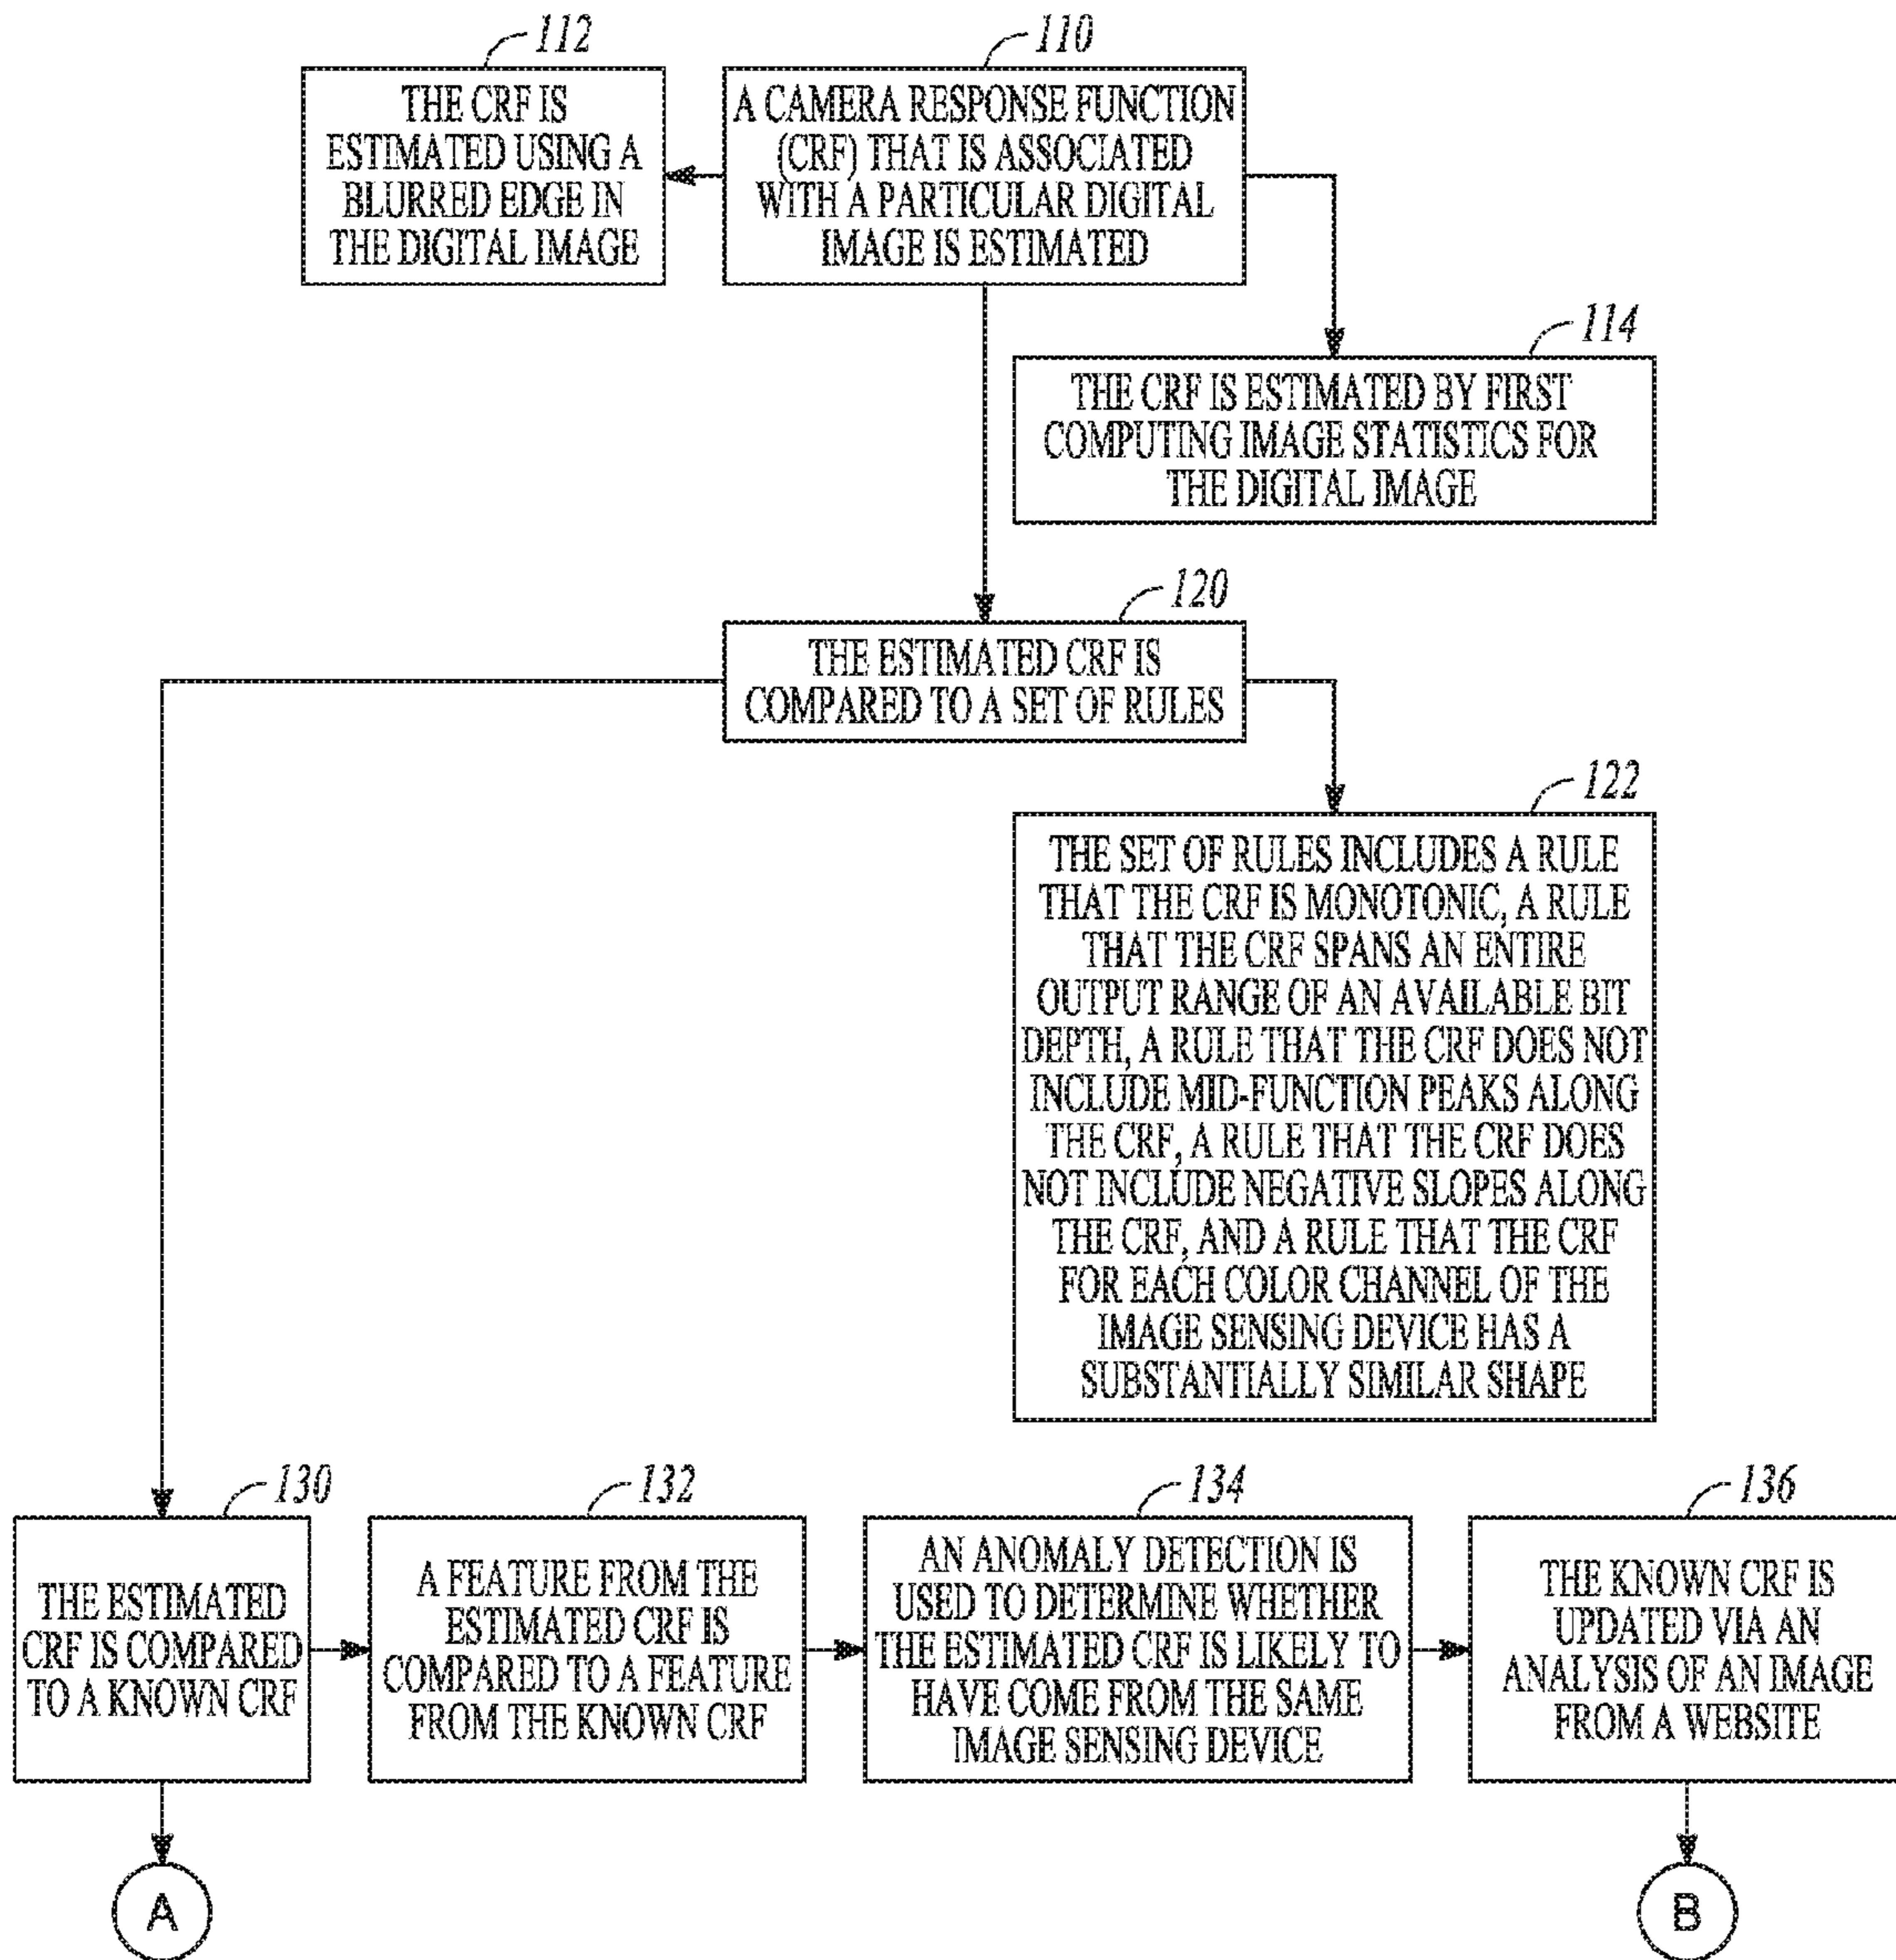 112
THE CRF IS
ESTIMATED USING A
BLURRED EDGE IN
THE DIGITAL IMAGE
110
A CAMERA RESPONSE FUNCTION
(CRF) THAT IS ASSOCIATED
WITH A PARTICULAR DIGITAL
IMAGE IS ESTIMATED
114
THE CRF IS ESTIMATED BY FIRST
COMPUTING IMAGE STATISTICS FOR
THE DIGITAL IMAGE
120
THE ESTIMATED CRF IS
COMPARED TO A SET OF RULES
122
THE SET OF RULES INCLUDES A RULE
THAT THE CRF IS MONOTONIC, A RULE
THAT THE CRF SPANS AN ENTIRE
OUTPUT RANGE OF AN AVAILABLE BIT
DEPTH, A RULE THAT THE CRF DOES NOT
INCLUDE MID-FUNCTION PEAKS ALONG
THE CRF, A RULE THAT THE CRF DOES
NOT INCLUDE NEGATIVE SLOPES ALONG
THE CRF, AND A RULE THAT THE CRF
FOR EACH COLOR CHANNEL OF THE
IMAGE SENSING DEVICE HAS A
SUBSTANTIALLY SIMILAR SHAPE
130
THE ESTIMATED
CRF IS COMPARED
TO A KNOWN CRF
132
A FEATURE FROM THE
ESTIMATED CRF IS
COMPARED TO A FEATURE
FROM THE KNOWN CRF
134
AN ANOMALY DETECTION IS
USED TO DETERMINE WHETHER
THE ESTIMATED CRF IS LIKELY TO
HAVE COME FROM THE SAME
IMAGE SENSING DEVICE
136
THE KNOWN CRF IS
UPDATED VIA AN
ANALYSIS OF AN IMAGE
FROM A WEBSITE
A
B